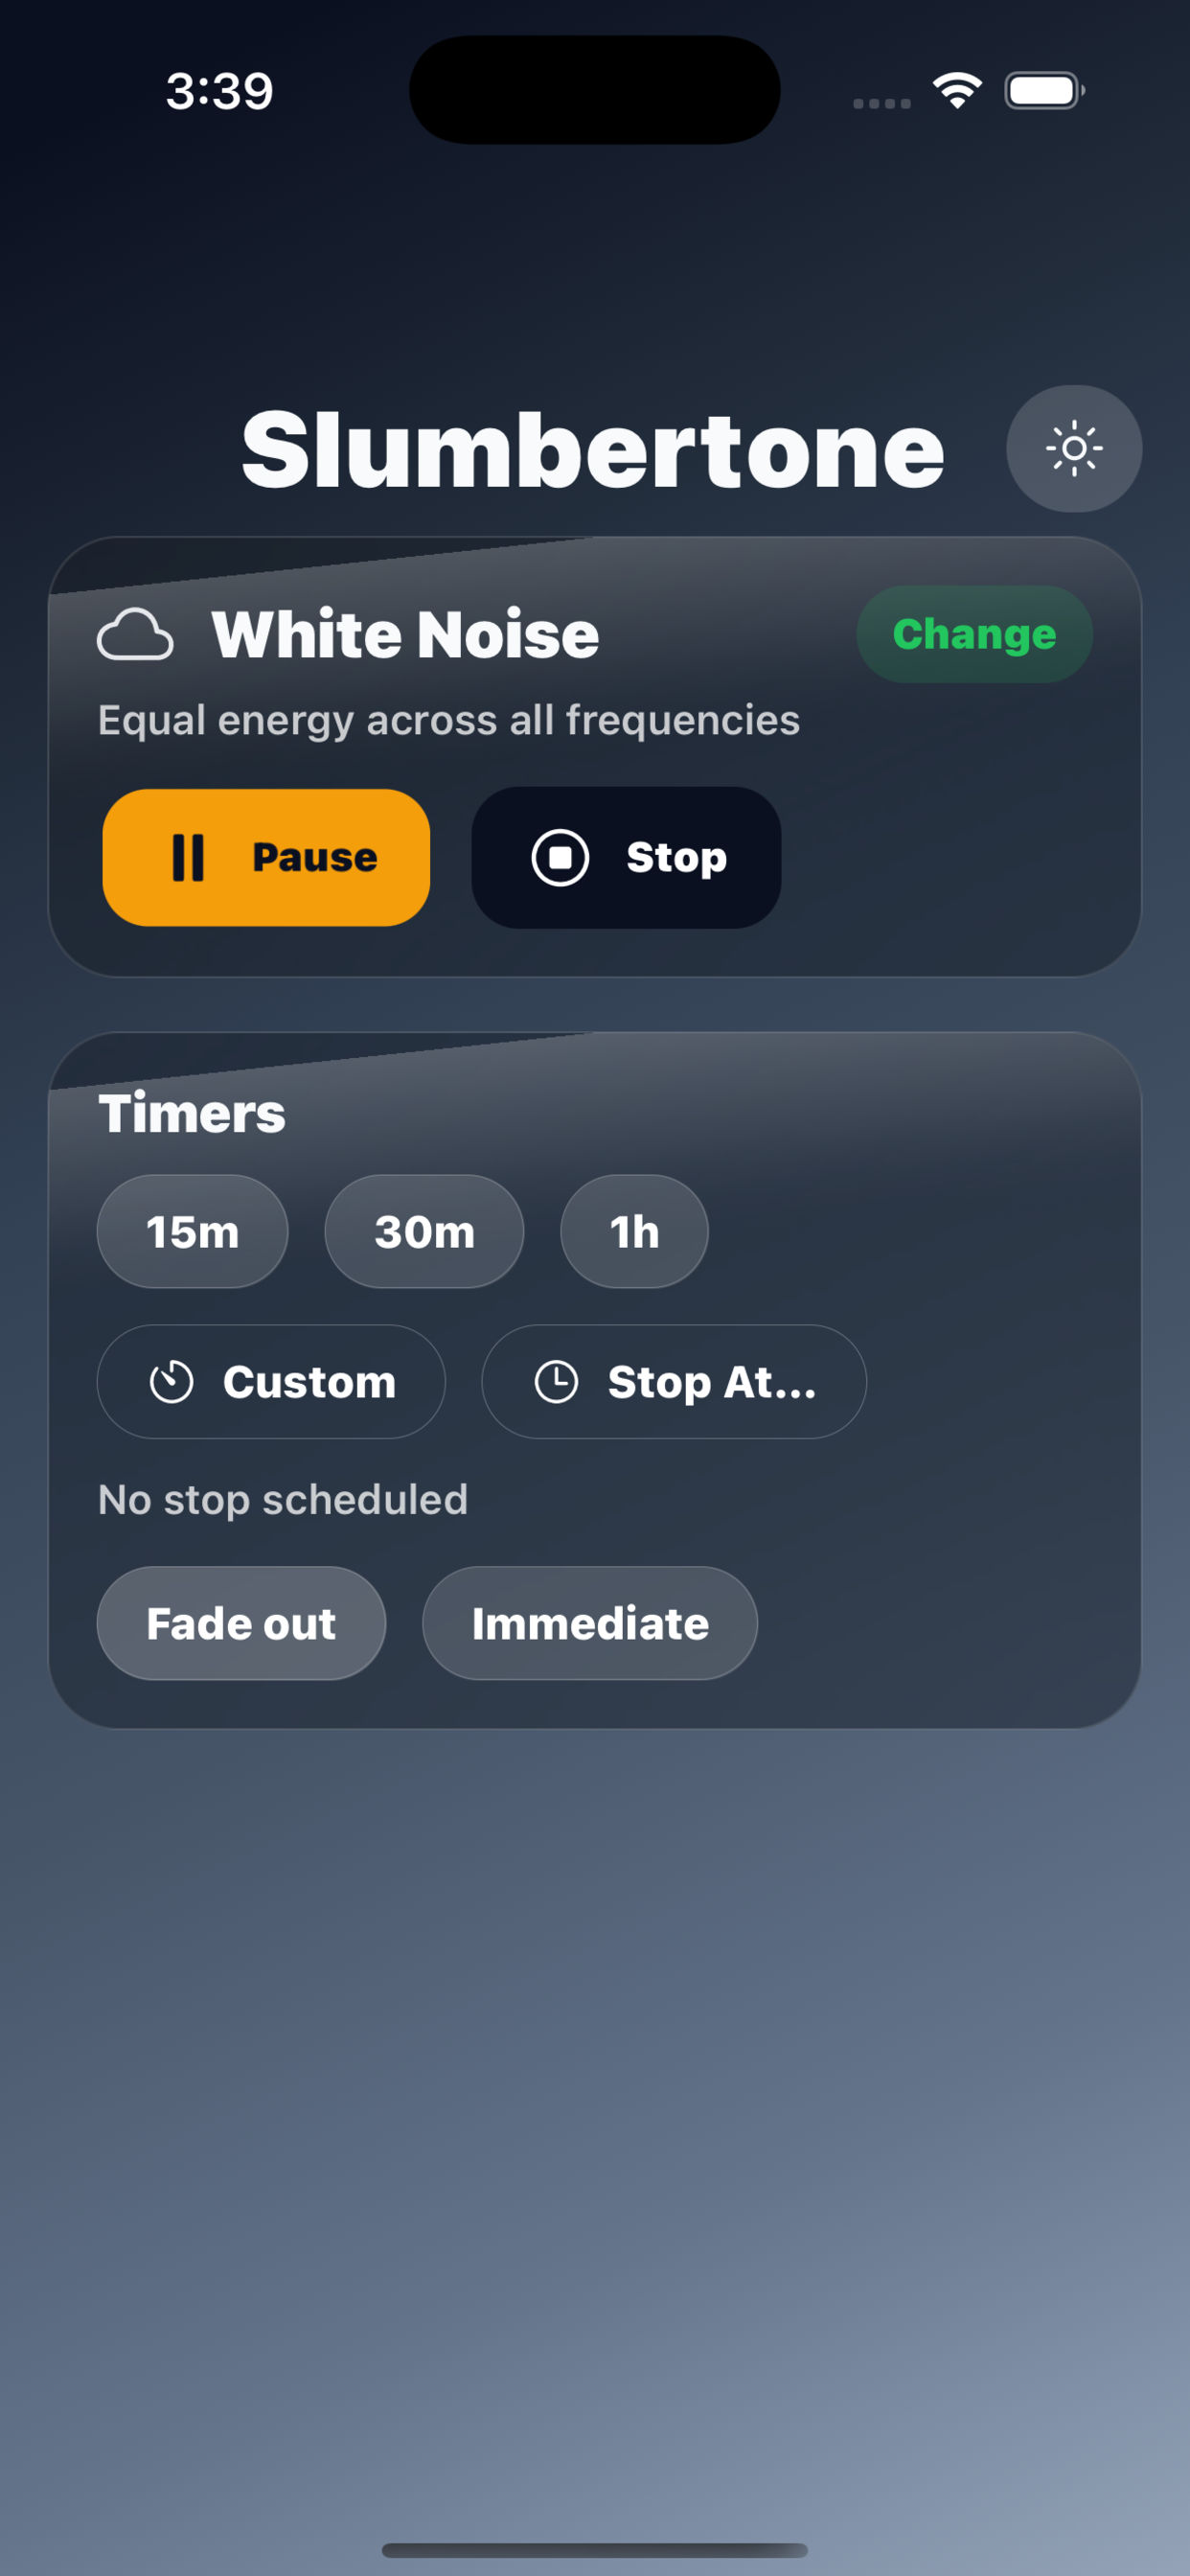 3:39
Slumbertone
White Noise
Change
Equal energy across all frequencies
Pause
Stop
Timers
15m
30m
1h
Custom
Stop At...
No stop scheduled
Fade out
Immediate